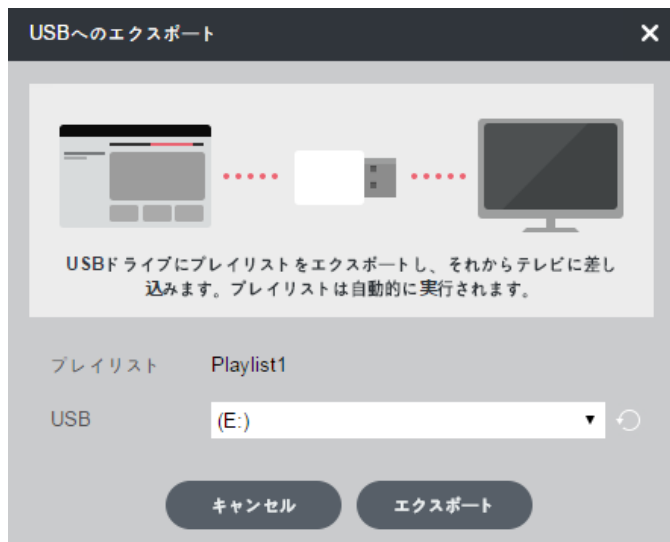 USBへのエクスポート
USBドライブにプレイリストをエクスポートし、それからテレビに差し
込みます。プレイリストは自動的に実行されます。
プレイリスト Playlist1
USB (E:)
キャンセル エクスポート